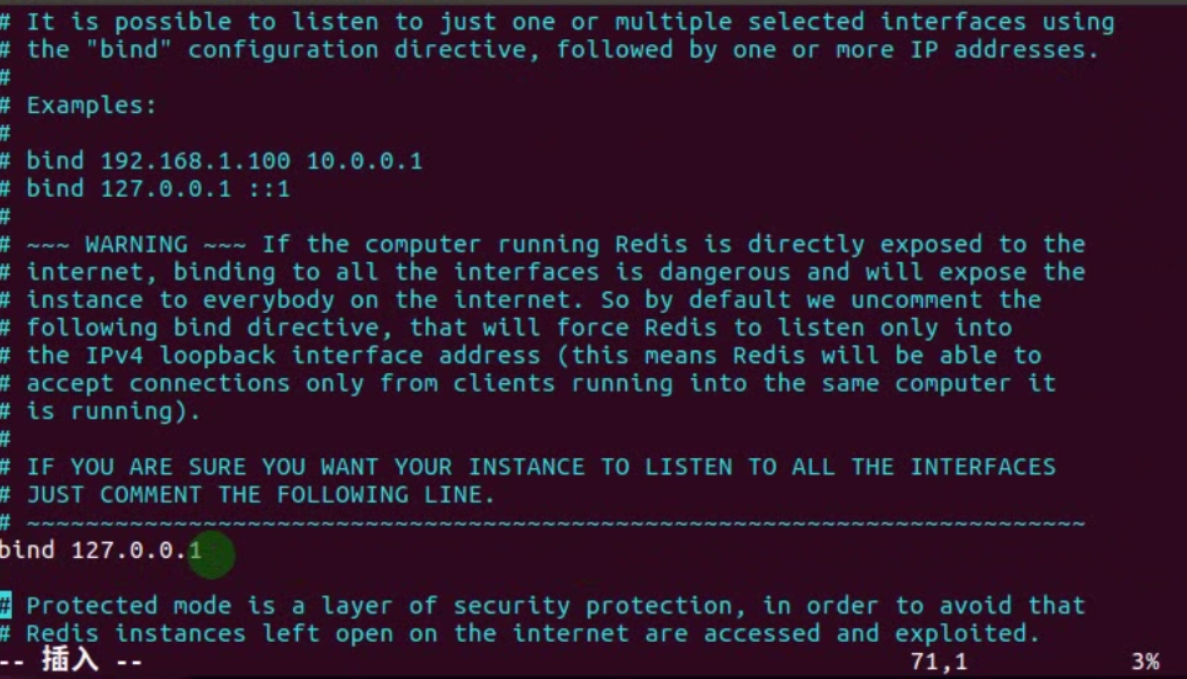 # It is possible to listen to just one or multiple selected interfaces using
# the "bind" configuration directive, followed by one or more IP addresses.
#
# Examples:
#
# bind 192.168.1.100 10.0.0.1
# bind 127.0.0.1 ::1
#
# ~~~ WARNING ~~~ If the computer running Redis is directly exposed to the
# internet, binding to all the interfaces is dangerous and will expose the
# instance to everybody on the internet. So by default we uncomment the
# following bind directive, that will force Redis to listen only into
# the IPv4 loopback interface address (this means Redis will be able to
# accept connections only from clients running into the same computer it
# is running).
#
# IF YOU ARE SURE YOU WANT YOUR INSTANCE TO LISTEN TO ALL THE INTERFACES
# JUST COMMENT THE FOLLOWING LINE.
# ~~~~~~~~~~~~~~~~~~~~~~~~~~~~~~~~~~~~~~~~~~~~~~~~~~~~~~~~~~~~~~~~~~~~~~~~
bind 127.0.0.1
# Protected mode is a layer of security protection, in order to avoid that
# Redis instances left open on the internet are accessed and exploited.
-- 插入 -- 71,1 3%